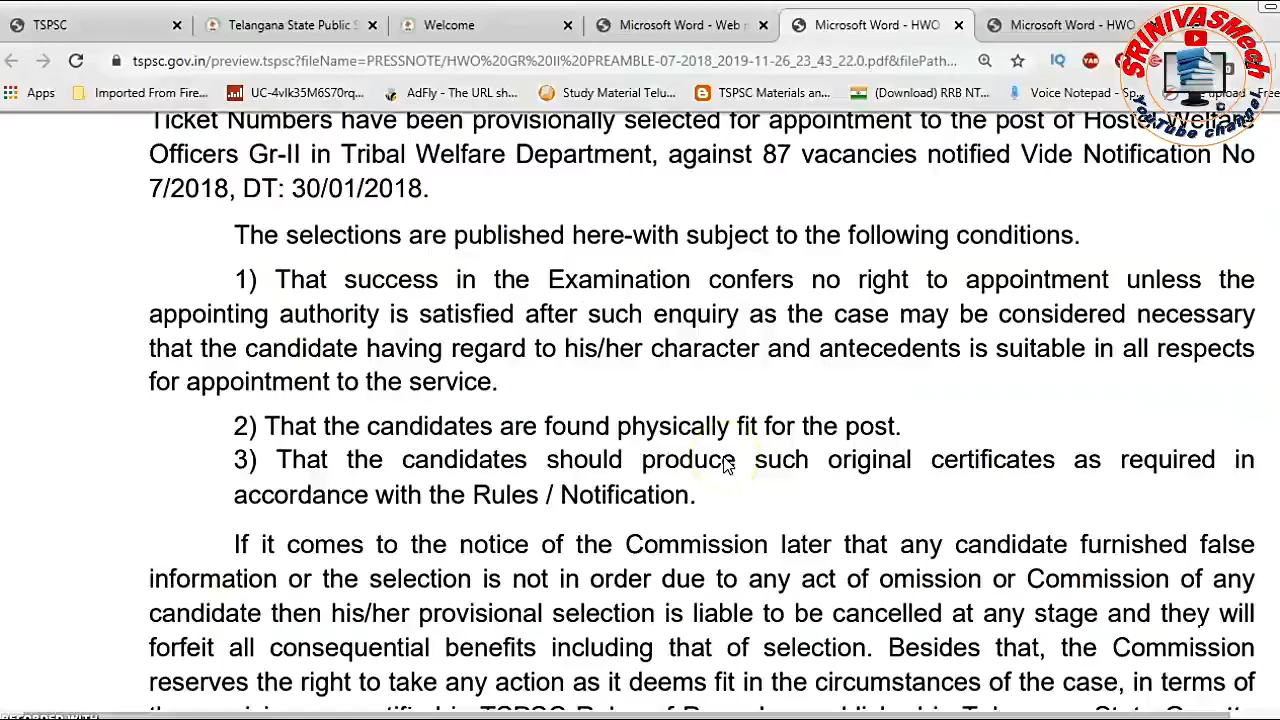 TSPSC × Telangana State Public S × Welcome × Microsoft Word - Web × Microsoft Word - HWO × Microsoft Word - HWO
tspsc.gov.in/preview.tspsc?fileName=PRESSNOTE/HWO%20GR%20II%20PREAMBLE-07-2018_2019-11-26_23_43_22.0.pdf&filePath...
Apps Imported From Fire... UC-4vlk35M6S70rq... AdFly - The URL sh... Study Material Telu... TSPSC Materials an... (Download) RRB NT... Voice Notepad - Sp...
SRINIVASMech
YouTube channel
Ticket Numbers have been provisionally selected for appointment to the post of Hostel Welfare
Officers Gr-II in Tribal Welfare Department, against 87 vacancies notified Vide Notification No
7/2018, DT: 30/01/2018.
The selections are published here-with subject to the following conditions.
1) That success in the Examination confers no right to appointment unless the
appointing authority is satisfied after such enquiry as the case may be considered necessary
that the candidate having regard to his/her character and antecedents is suitable in all respects
for appointment to the service.
2) That the candidates are found physically fit for the post.
3) That the candidates should produce such original certificates as required in
accordance with the Rules / Notification.
If it comes to the notice of the Commission later that any candidate furnished false
information or the selection is not in order due to any act of omission or Commission of any
candidate then his/her provisional selection is liable to be cancelled at any stage and they will
forfeit all consequential benefits including that of selection. Besides that, the Commission
reserves the right to take any action as it deems fit in the circumstances of the case, in terms of